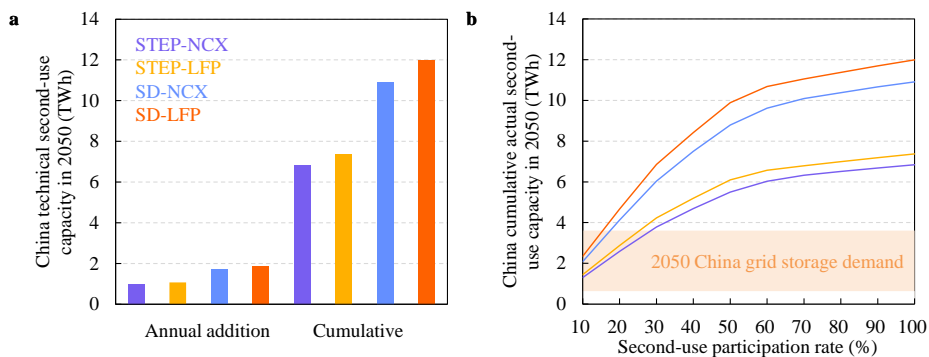 a
China technical second-use
capacity in 2050 (TWh)
14
12
10
8
6
4
2
0
STEP-NCX
STEP-LFP
SD-NCX
SD-LFP
Annual addition
Cumulative
b
China cumulative actual second-
use capacity in 2050 (TWh)
14
12
10
8
6
4
2
0
2050 China grid storage demand
10 20 30 40 50 60 70 80 90 100
Second-use participation rate (%)